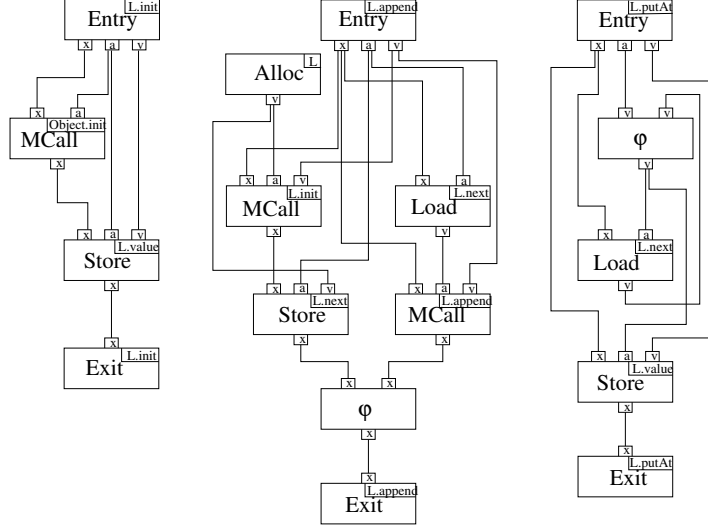 L.init
Entry
x a v
x a
Object.init
MCall
x
x a v
L.value
Store
x
x
L.init
Exit
L.append
Entry
x a v
L
Alloc
v
x a v
L.init
MCall
x
x a
L.next
Load
v
x a v
L.next
Store
x
x a v
L.append
MCall
x
x x
φ
x
x
L.append
Exit
L.putAt
Entry
x a v
v v
φ
v
x a
L.next
Load
v
x a v
L.value
Store
x
x
L.putAt
Exit